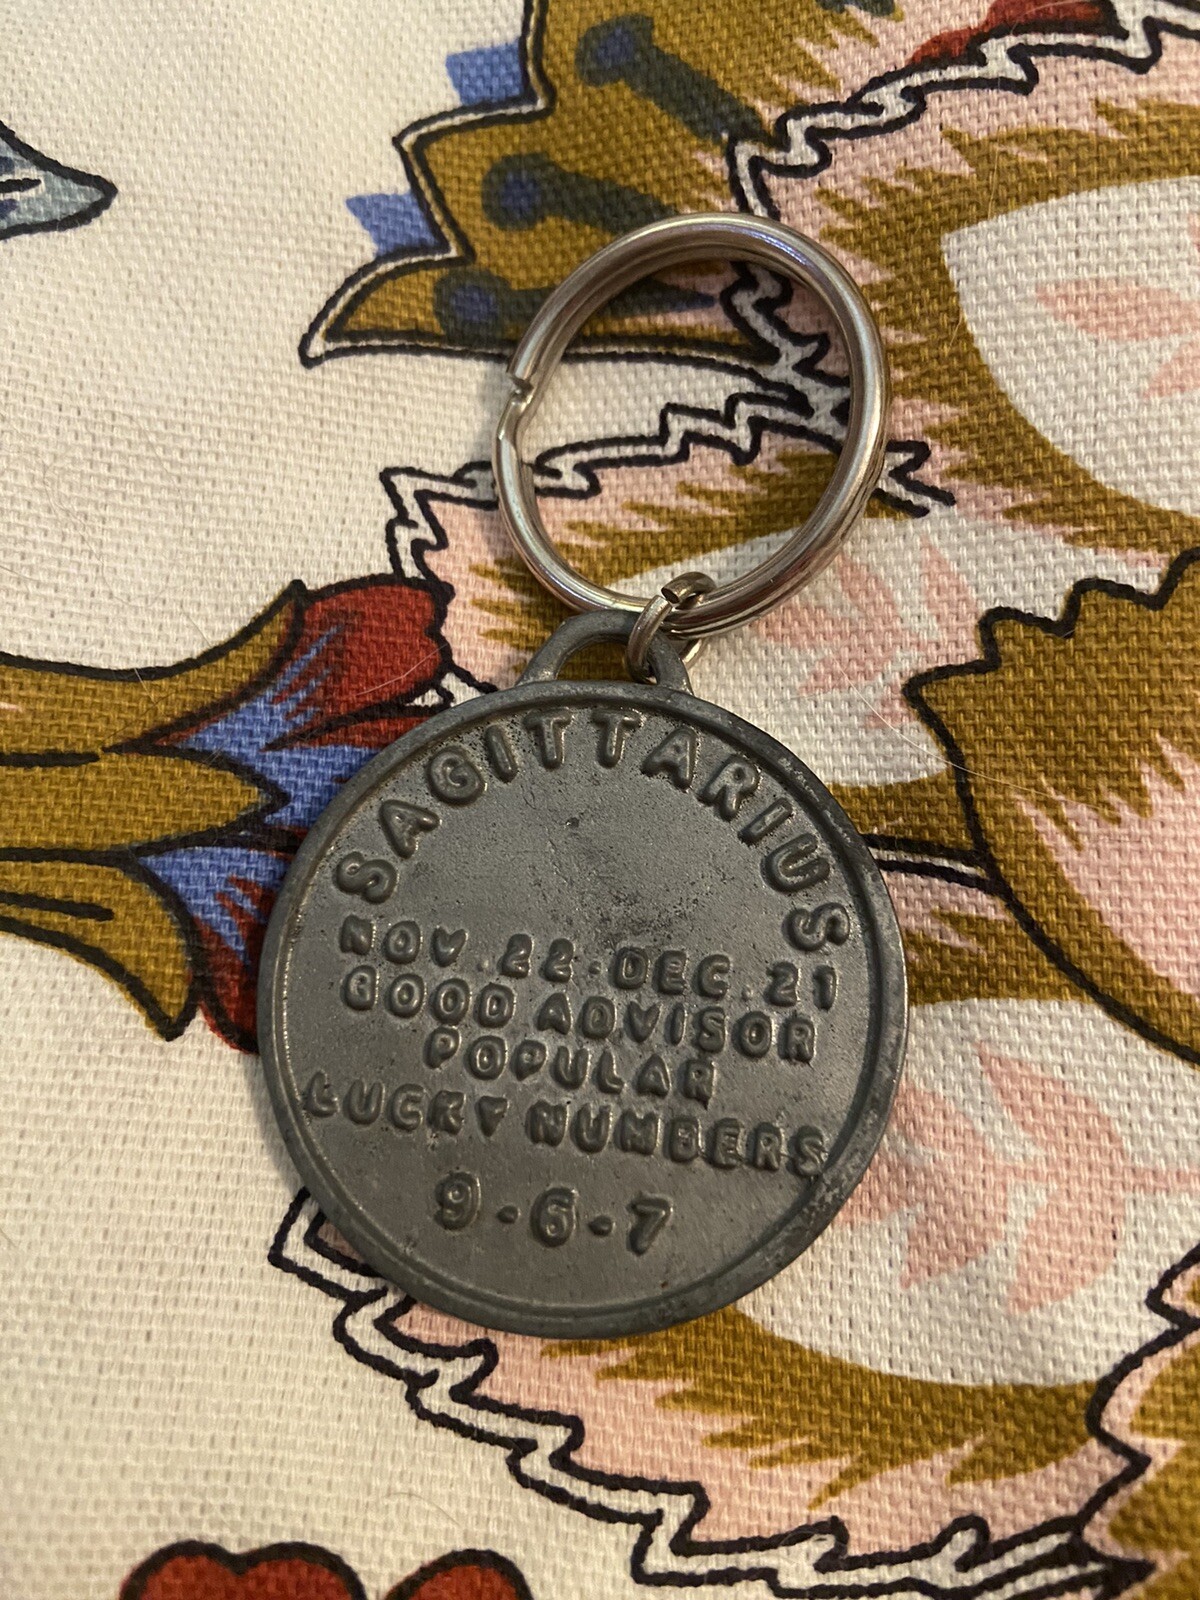 SAGITTARIUS
NOV. 22-DEC. 21
GOOD ADVISOR
POPULAR
LUCKY NUMBERS
9-6-7